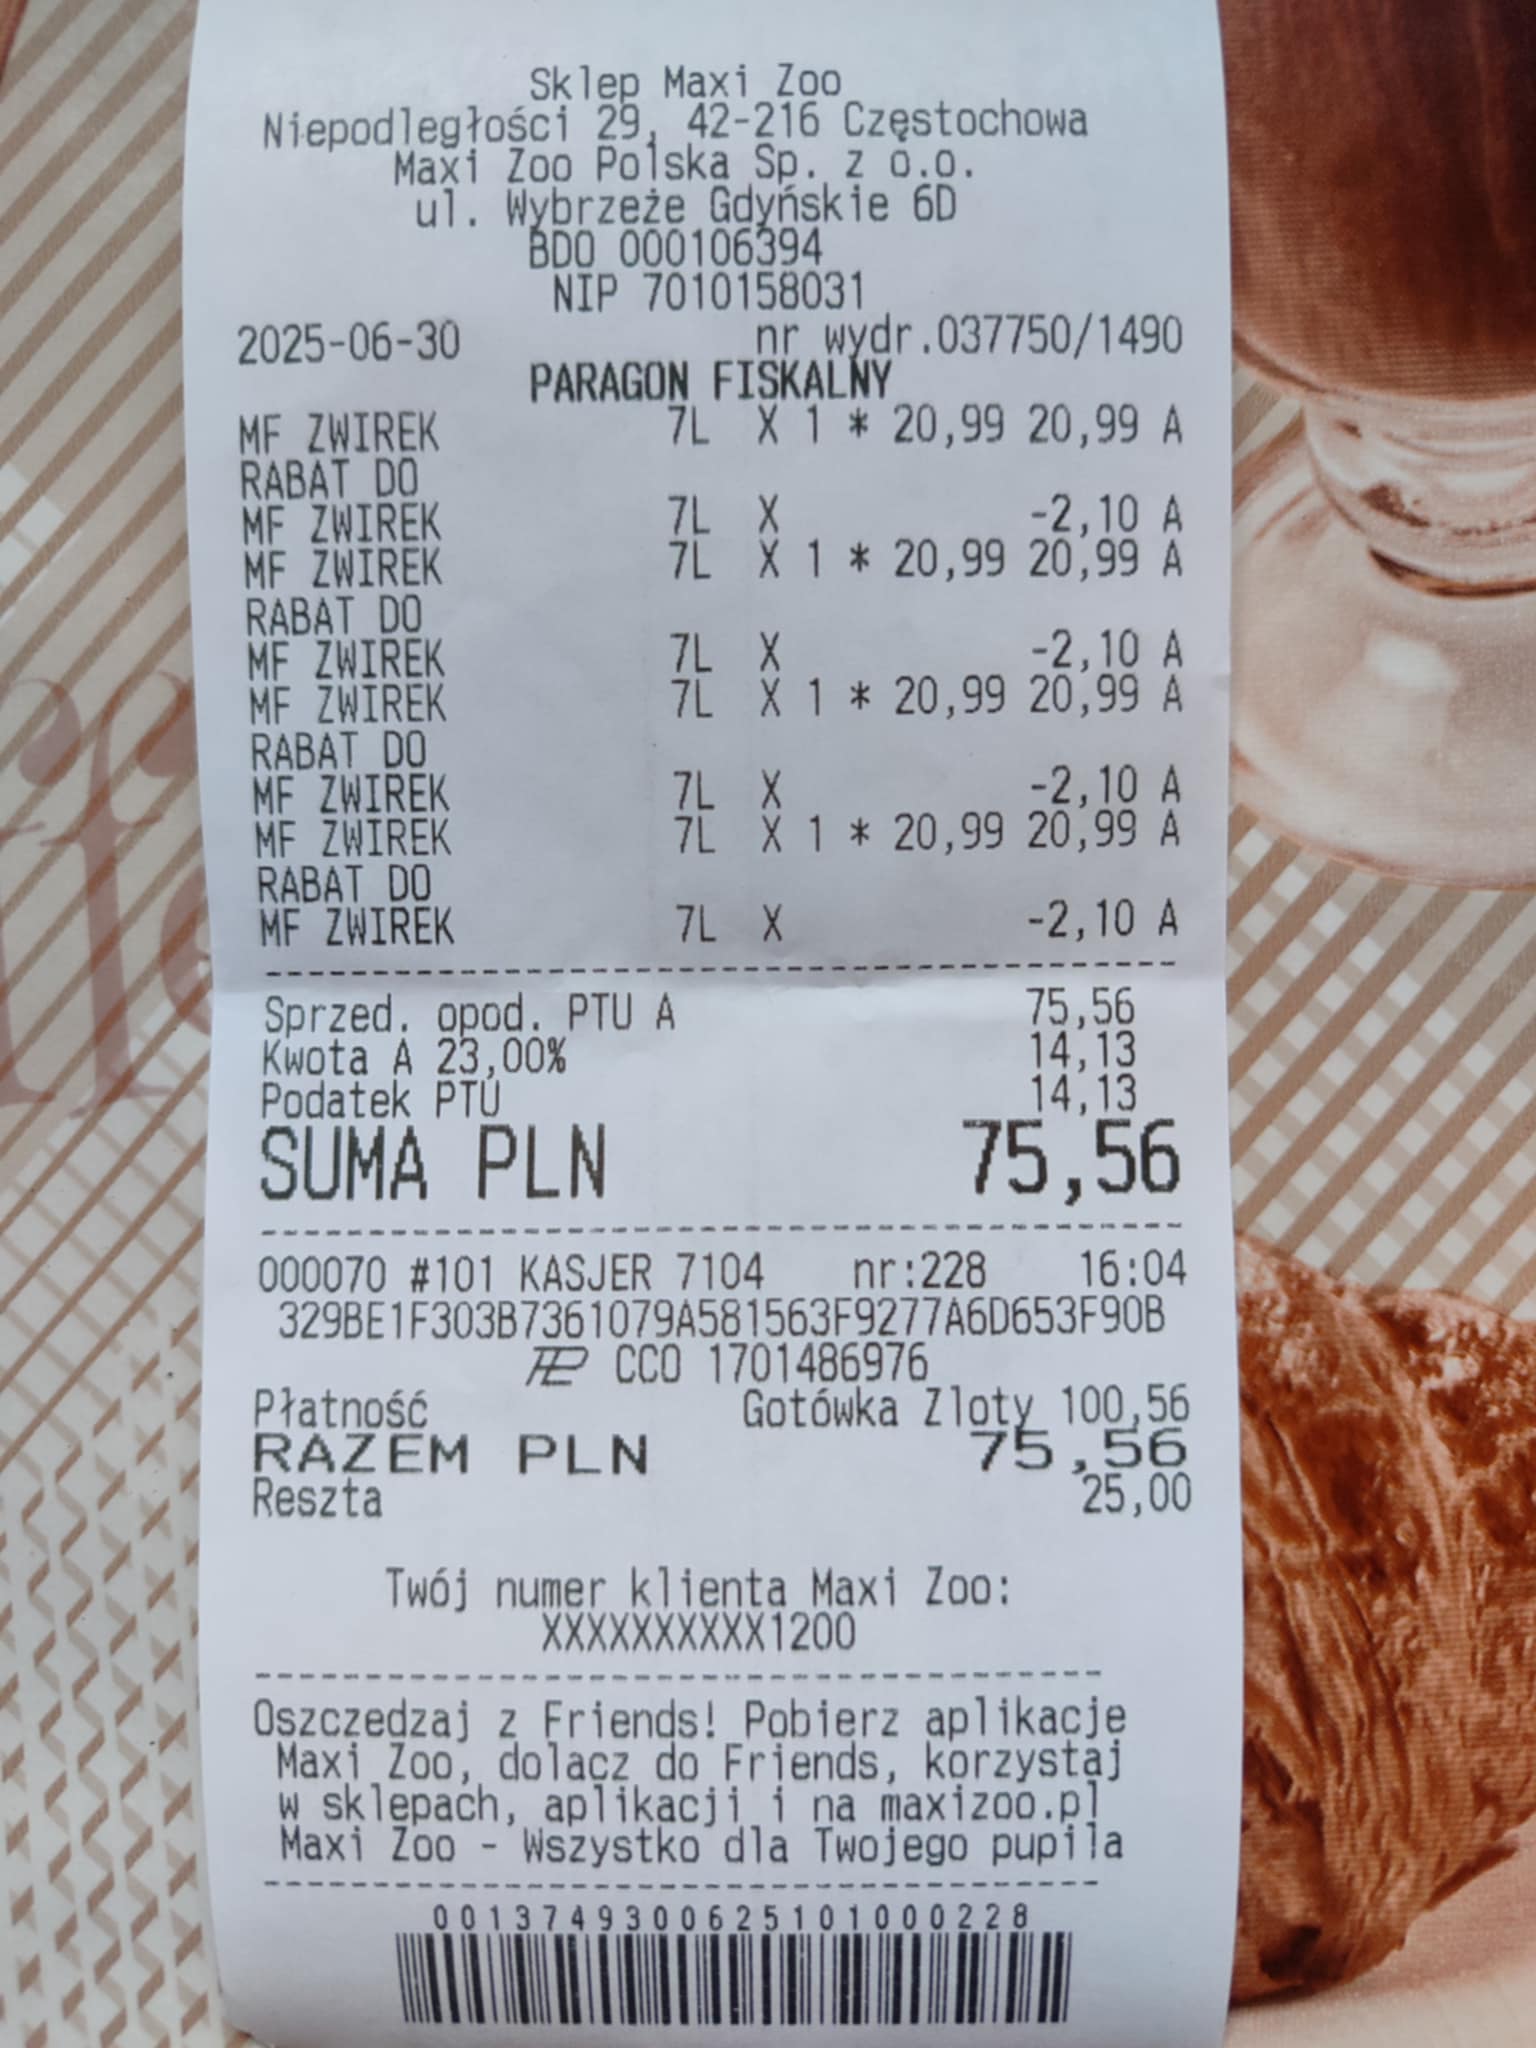 Sklep Maxi Zoo
Niepodległości 29, 42-216 Częstochowa
Maxi Zoo Polska Sp. z o.o.
ul. Wybrzeże Gdyńskie 6D
BDO 000106394
NIP 7010158031
2025-06-30 nr wydr.037750/1490
PARAGON FISKALNY
MF ZWIREK 7L X 1 * 20,99 20,99 A
RABAT DO
MF ZWIREK 7L X -2,10 A
MF ZWIREK 7L X 1 * 20,99 20,99 A
RABAT DO
MF ZWIREK 7L X -2,10 A
MF ZWIREK 7L X 1 * 20,99 20,99 A
RABAT DO
MF ZWIREK 7L X -2,10 A
MF ZWIREK 7L X 1 * 20,99 20,99 A
RABAT DO
MF ZWIREK 7L X -2,10 A
Sprzed. opod. PTU A 75,56
Kwota A 23,00% 14,13
Podatek PTU 14,13
SUMA PLN 75,56
000070 #101 KASJER 7104 nr:228 16:04
329BE1F303B7361079A581563F9277A6D653F90B
CCO 1701486976
Płatność Gotówka Zloty 100,56
RAZEM PLN 75,56
Reszta 25,00
Twój numer klienta Maxi Zoo:
XXXXXXXXXX1200
Oszczedzaj z Friends! Pobierz aplikacje
Maxi Zoo, dolacz do Friends, korzystaj
w sklepach, aplikacji i na maxizoo.pl
Maxi Zoo - Wszystko dla Twojego pupila
0013749300625101000228